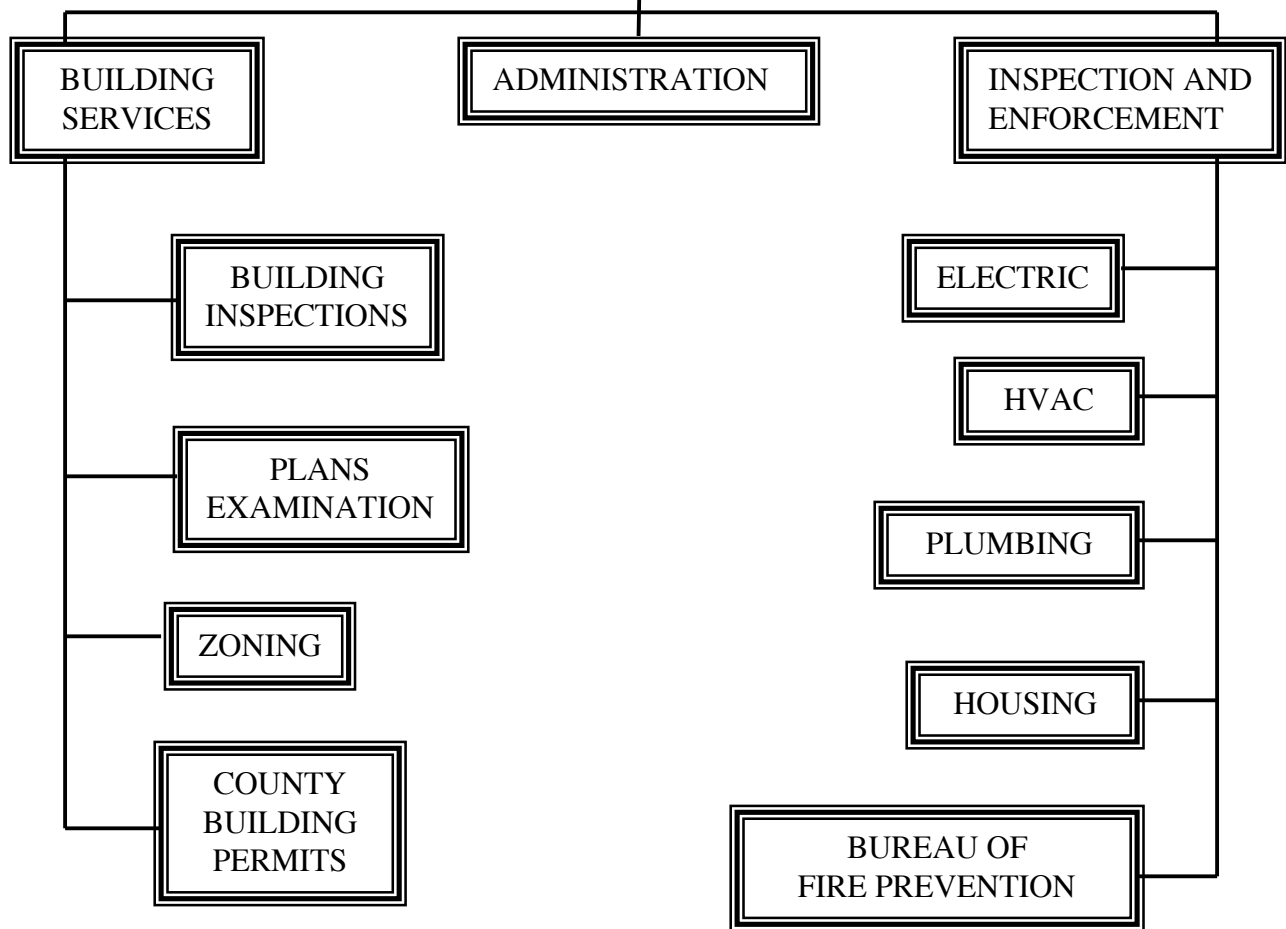 BUILDING
SERVICES
ADMINISTRATION
INSPECTION AND
ENFORCEMENT
BUILDING
INSPECTIONS
PLANS
EXAMINATION
ZONING
COUNTY
BUILDING
PERMITS
ELECTRIC
HVAC
PLUMBING
HOUSING
BUREAU OF
FIRE PREVENTION